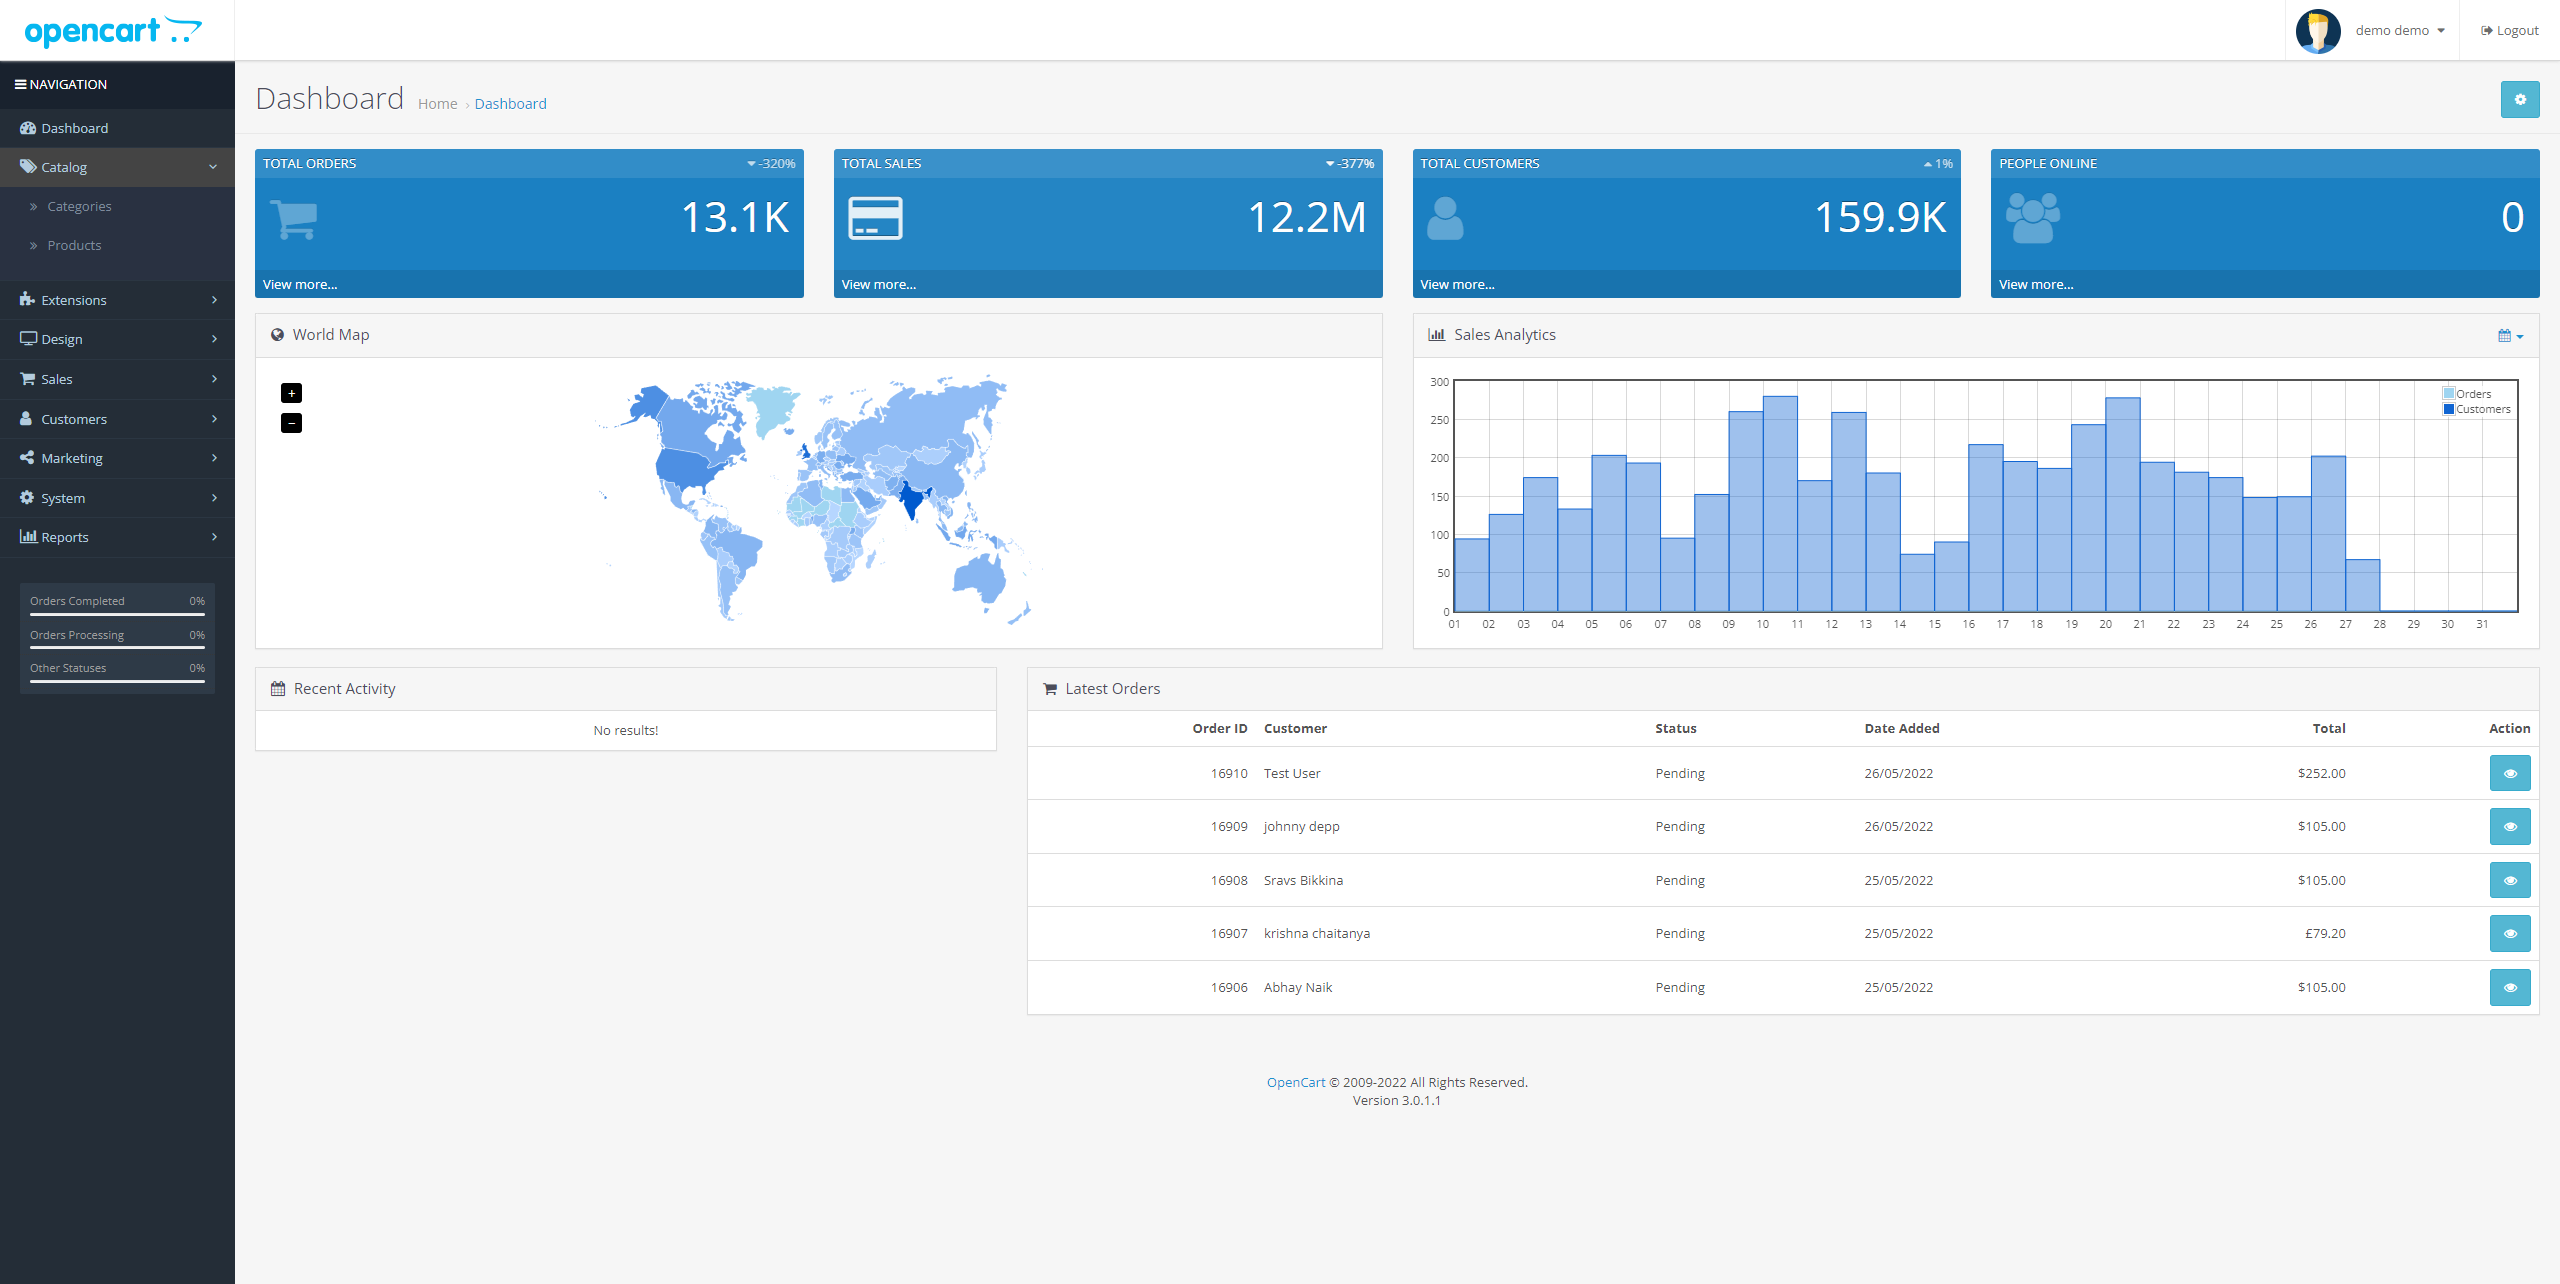 opencart
demo demo
Logout
NAVIGATION
Dashboard
Catalog
» Categories
» Products
Extensions
Design
Sales
Customers
Marketing
System
Reports
Orders Completed 0%
Orders Processing 0%
Other Statuses 0%
Dashboard
Home › Dashboard
TOTAL ORDERS -320%
13.1K
View more...
TOTAL SALES -377%
12.2M
View more...
TOTAL CUSTOMERS 1%
159.9K
View more...
PEOPLE ONLINE
0
View more...
World Map
+
−
Sales Analytics
300
250
200
150
100
50
0
Orders
Customers
01 02 03 04 05 06 07 08 09 10 11 12 13 14 15 16 17 18 19 20 21 22 23 24 25 26 27 28 29 30 31
Recent Activity
No results!
Latest Orders
Order ID Customer Status Date Added Total Action
16910 Test User Pending 26/05/2022 $252.00
16909 johnny depp Pending 26/05/2022 $105.00
16908 Sravs Bikkina Pending 25/05/2022 $105.00
16907 krishna chaitanya Pending 25/05/2022 £79.20
16906 Abhay Naik Pending 25/05/2022 $105.00
OpenCart © 2009-2022 All Rights Reserved.
Version 3.0.1.1